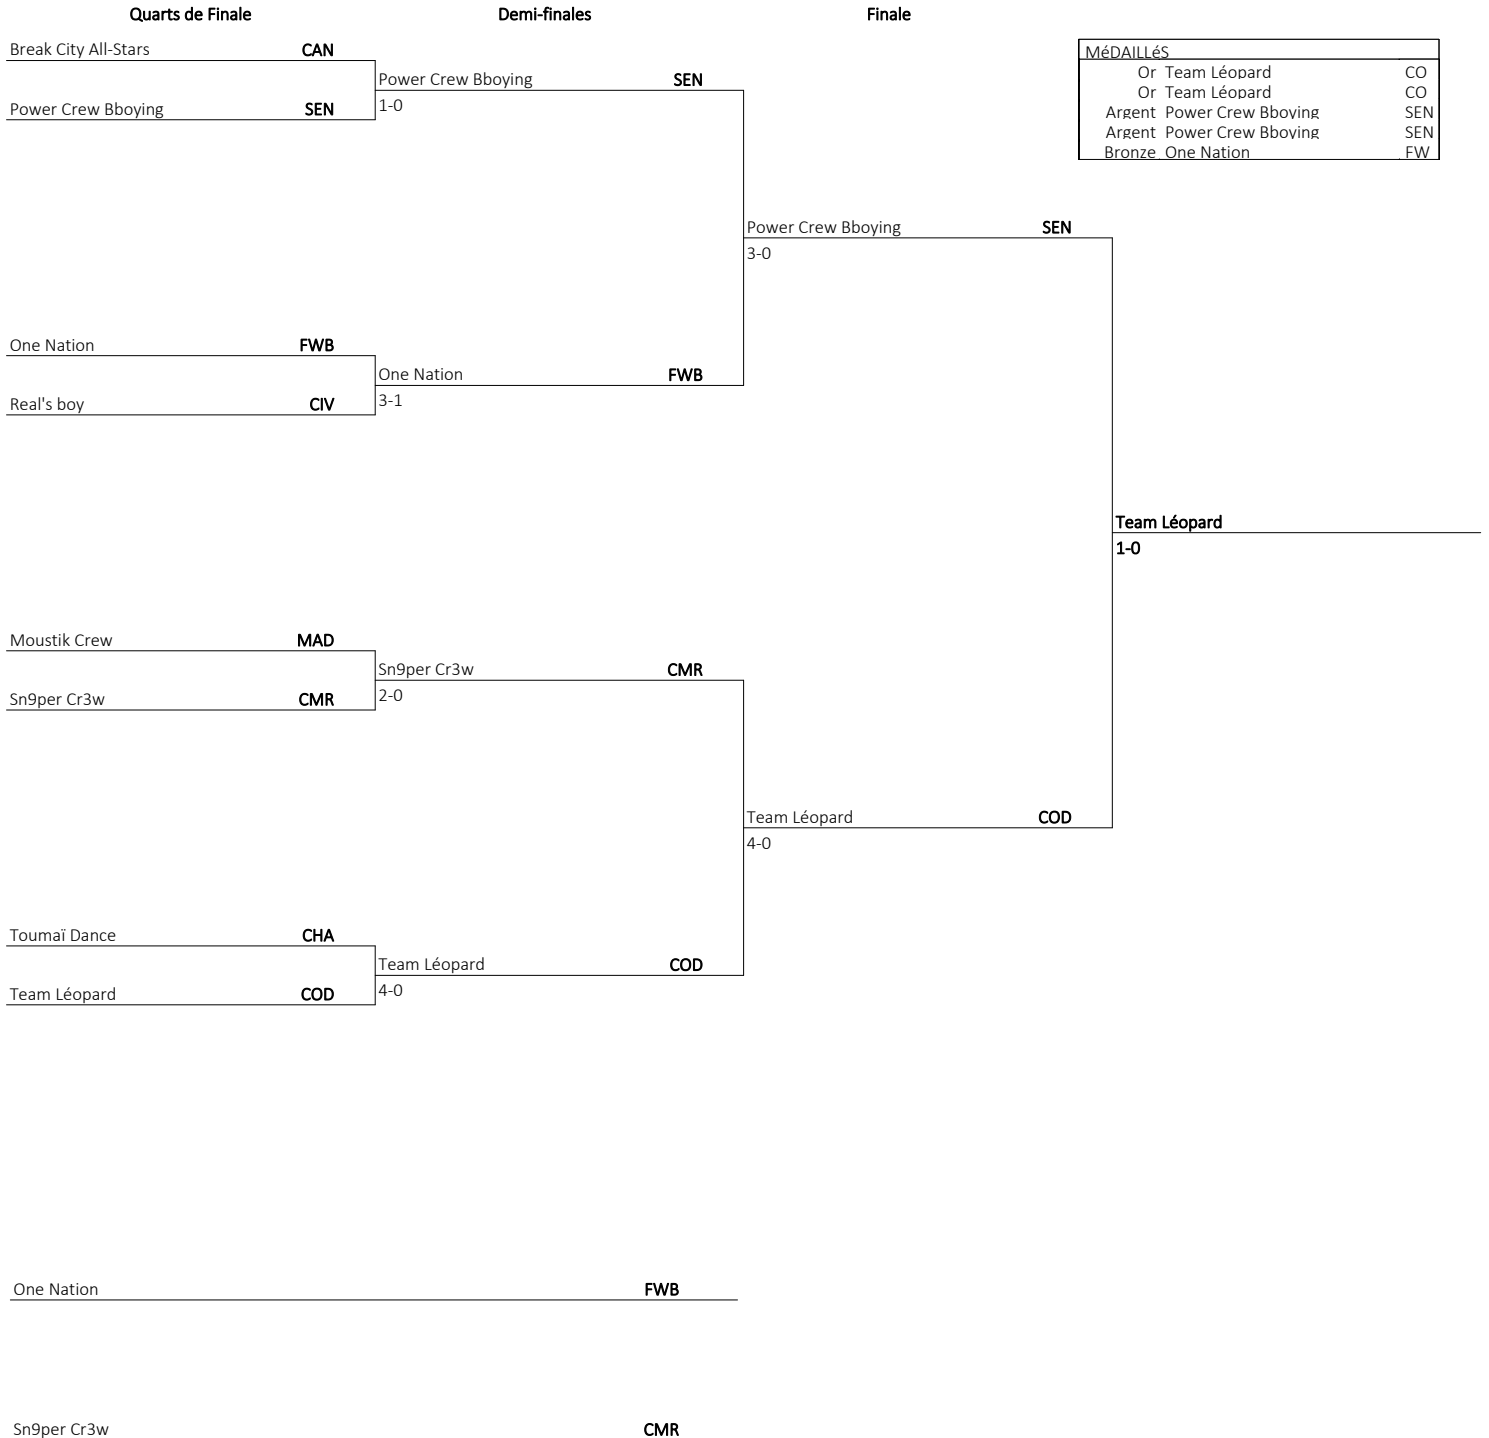 Quarts de Finale Demi-finales Finale
Break City All-Stars CAN
MéDAILLéS
Or Team Léopard CO
Power Crew Bboying SEN
Or Team Léopard CO
Power Crew Bboying SEN
1-0
Argent Power Crew Bboying SEN
Argent Power Crew Bboying SEN
Bronze One Nation FW
Power Crew Bboying SEN
3-0
One Nation FWB
One Nation FWB
Real's boy CIV
3-1
Team Léopard
1-0
Moustik Crew MAD
Sn9per Cr3w CMR
Sn9per Cr3w CMR
2-0
Team Léopard COD
4-0
Toumaï Dance CHA
Team Léopard COD
Team Léopard COD
4-0
One Nation FWB
Sn9per Cr3w CMR